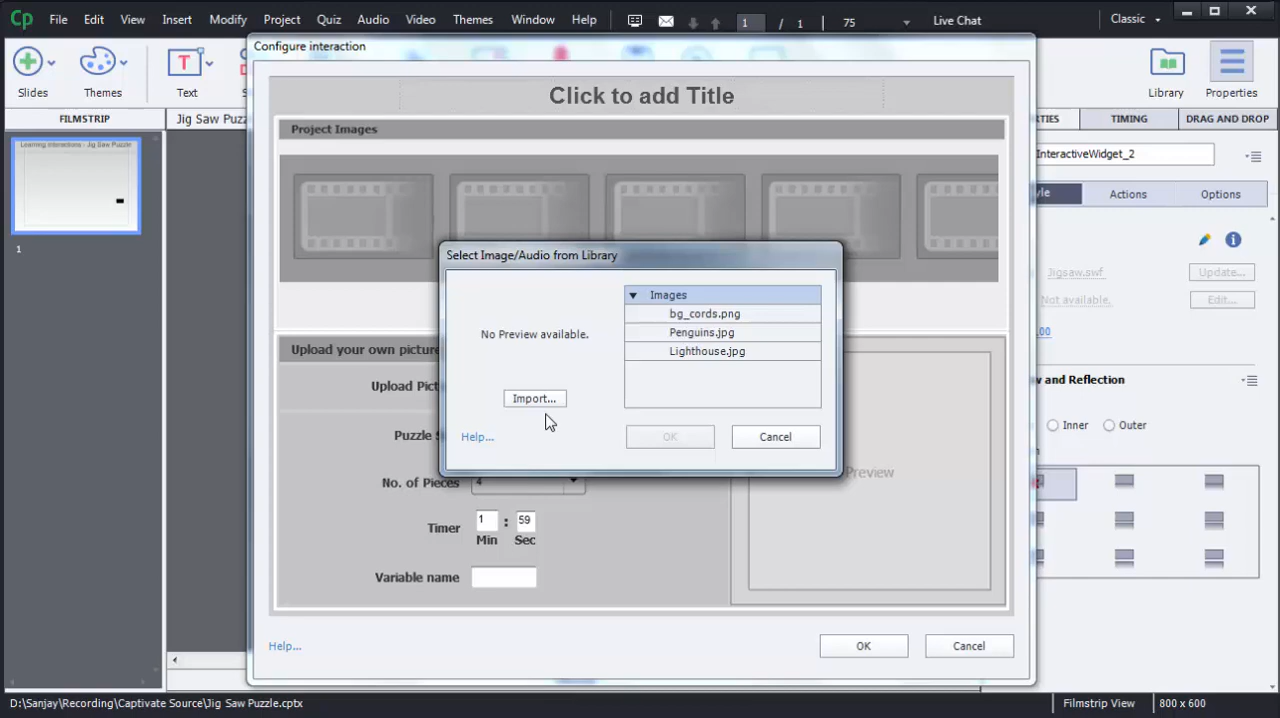 Cp File Edit View Insert Modify Project Quiz Audio Video Themes Window Help 1 / 1 75 Live Chat Classic
Slides Themes Text Library Properties
Configure interaction
FILMSTRIP Jig Saw Puzz TIMING DRAG AND DROP
Learning Interactions - Jig Saw Puzzle
1
Click to add Title
Project Images
Select Image/Audio from Library
No Preview available.
Import...
Help...
Images
bg_cords.png
Penguins.jpg
Lighthouse.jpg
OK Cancel
Upload your own picture
Upload Pict
Puzzle S
No. of Pieces 4
Timer 1 : 59
Min Sec
Variable name
Preview
Help... OK Cancel
InteractiveWidget_2
Actions Options
Jigsaw.swf Update...
Not available. Edit...
w and Reflection
Inner Outer
D:\Sanjay\Recording\Captivate Source\Jig Saw Puzzle.cptx Filmstrip View 800 x 600